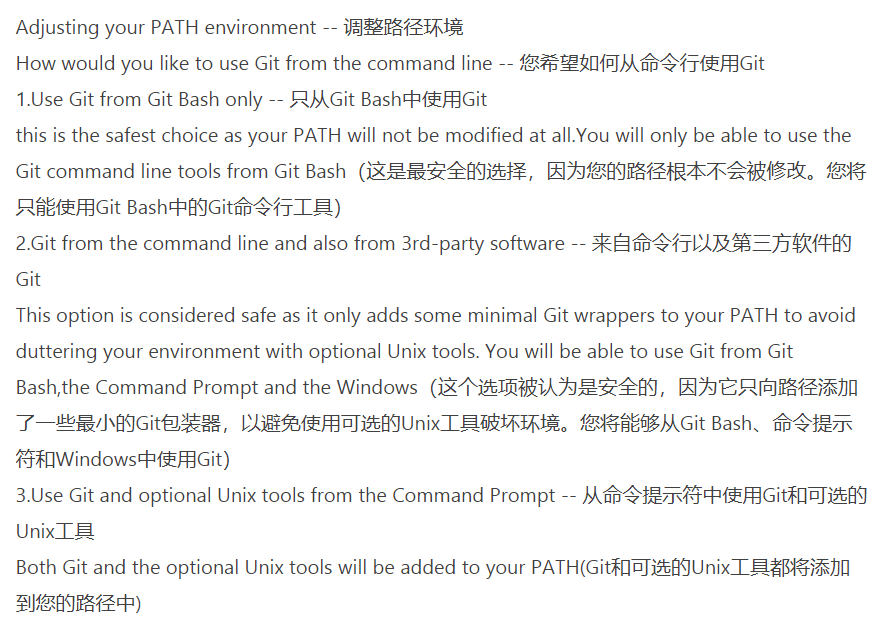 Adjusting your PATH environment -- 调整路径环境
How would you like to use Git from the command line -- 您希望如何从命令行使用Git
1.Use Git from Git Bash only -- 只从Git Bash中使用Git
this is the safest choice as your PATH will not be modified at all.You will only be able to use the
Git command line tools from Git Bash（这是最安全的选择，因为您的路径根本不会被修改。您将
只能使用Git Bash中的Git命令行工具）
2.Git from the command line and also from 3rd-party software -- 来自命令行以及第三方软件的
Git
This option is considered safe as it only adds some minimal Git wrappers to your PATH to avoid
duttering your environment with optional Unix tools. You will be able to use Git from Git
Bash,the Command Prompt and the Windows（这个选项被认为是安全的，因为它只向路径添加
了一些最小的Git包装器，以避免使用可选的Unix工具破坏环境。您将能够从Git Bash、命令提示
符和Windows中使用Git）
3.Use Git and optional Unix tools from the Command Prompt -- 从命令提示符中使用Git和可选的
Unix工具
Both Git and the optional Unix tools will be added to your PATH(Git和可选的Unix工具都将添加
到您的路径中)